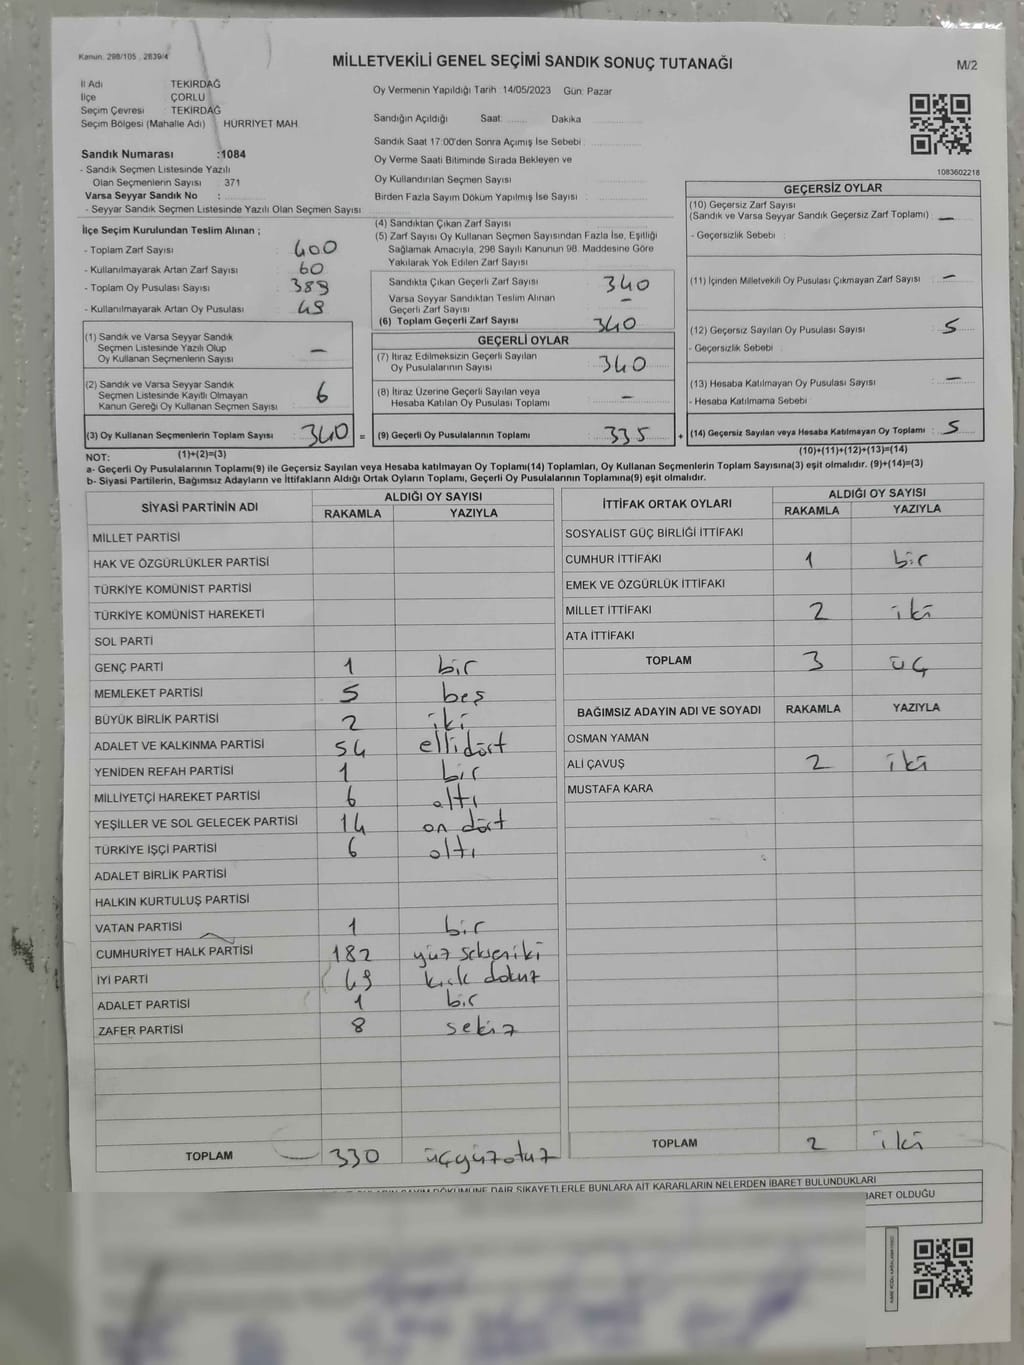 Kanun. 298/105 , 2839/4
MİLLETVEKİLİ GENEL SEÇİMİ SANDIK SONUÇ TUTANAĞI
M/2
İl Adı TEKİRDAĞ
İlçe ÇORLU
Seçim Çevresi TEKİRDAĞ
Seçim Bölgesi (Mahalle Adı) HÜRRİYET MAH.
Sandık Numarası :1084
- Sandık Seçmen Listesinde Yazılı
Olan Seçmenlerin Sayısı : 371
Varsa Seyyar Sandık No :
- Seyyar Sandık Seçmen Listesinde Yazılı Olan Seçmen Sayısı
Oy Vermenin Yapıldığı Tarih :14/05/2023 Gün: Pazar
Sandığın Açıldığı Saat: Dakika
Sandık Saat 17:00'den Sonra Açımış İse Sebebi :
Oy Verme Saati Bitiminde Sırada Bekleyen ve
Oy Kullandırılan Seçmen Sayısı
Birden Fazla Sayım Döküm Yapılmış İse Sayısı :
1083602218
İlçe Seçim Kurulundan Teslim Alınan ;
- Toplam Zarf Sayısı 400
- Kullanılmayarak Artan Zarf Sayısı 60
- Toplam Oy Pusulası Sayısı 389
- Kullanılmayarak Artan Oy Pusulası 49
(1) Sandık ve Varsa Seyyar Sandık
Seçmen Listesinde Yazılı Olup
Oy Kullanan Seçmenlerin Sayısı –
(2) Sandık ve Varsa Seyyar Sandık
Seçmen Listesinde Kayıtlı Olmayan
Kanun Gereği Oy Kullanan Seçmen Sayısı 6
(3) Oy Kullanan Seçmenlerin Toplam Sayısı 340 =
(1)+(2)=(3)
(4) Sandıktan Çıkan Zarf Sayısı
(5) Zarf Sayısı Oy Kullanan Seçmen Sayısından Fazla İse, Eşitliği
Sağlamak Amacıyla, 298 Sayılı Kanunun 98. Maddesine Göre
Yakılarak Yok Edilen Zarf Sayısı
Sandıkta Çıkan Geçerli Zarf Sayısı 340
Varsa Seyyar Sandıktan Teslim Alınan
Geçerli Zarf Sayısı –
(6) Toplam Geçerli Zarf Sayısı 340
GEÇERLİ OYLAR
(7) İtiraz Edilmeksizin Geçerli Sayılan
Oy Pusulalarının Sayısı 340
(8) İtiraz Üzerine Geçerli Sayılan veya
Hesaba Katılan Oy Pusulası Toplamı –
(9) Geçerli Oy Pusulalarının Toplamı 335 +
GEÇERSİZ OYLAR
(10) Geçersiz Zarf Sayısı
(Sandık ve Varsa Seyyar Sandık Geçersiz Zarf Toplamı) –
- Geçersizlik Sebebi :
(11) İçinden Milletvekili Oy Pusulası Çıkmayan Zarf Sayısı –
(12) Geçersiz Sayılan Oy Pusulası Sayısı 5
- Geçersizlik Sebebi :
(13) Hesaba Katılmayan Oy Pusulası Sayısı –
- Hesaba Katılmama Sebebi :
(14) Geçersiz Sayılan veya Hesaba Katılmayan Oy Toplamı : 5
(10)+(11)+(12)+(13)=(14)
NOT:
a- Geçerli Oy Pusulalarının Toplamı(9) ile Geçersiz Sayılan veya Hesaba katılmayan Oy Toplamı(14) Toplamları, Oy Kullanan Seçmenlerin Toplam Sayısına(3) eşit olmalıdır. (9)+(14)=(3)
b- Siyasi Partilerin, Bağımsız Adayların ve İttifakların Aldığı Ortak Oyların Toplamı, Geçerli Oy Pusulalarının Toplamına(9) eşit olmalıdır.
SİYASİ PARTİNİN ADI ALDIĞI OY SAYISI
RAKAMLA YAZIYLA
MİLLET PARTİSİ
HAK VE ÖZGÜRLÜKLER PARTİSİ
TÜRKİYE KOMÜNİST PARTİSİ
TÜRKİYE KOMÜNİST HAREKETİ
SOL PARTİ
GENÇ PARTİ 1 bir
MEMLEKET PARTİSİ 5 beş
BÜYÜK BİRLİK PARTİSİ 2 iki
ADALET VE KALKINMA PARTİSİ 54 ellidört
YENİDEN REFAH PARTİSİ 1 bir
MİLLİYETÇİ HAREKET PARTİSİ 6 altı
YEŞİLLER VE SOL GELECEK PARTİSİ 14 on dört
TÜRKİYE İŞÇİ PARTİSİ 6 altı
ADALET BİRLİK PARTİSİ
HALKIN KURTULUŞ PARTİSİ
VATAN PARTİSİ 1 bir
CUMHURİYET HALK PARTİSİ 182 yüz seksen iki
İYİ PARTİ 49 kırk dokuz
ADALET PARTİSİ 1 bir
ZAFER PARTİSİ 8 sekiz
TOPLAM 330 üçyüzotuz
İTTİFAK ORTAK OYLARI ALDIĞI OY SAYISI
RAKAMLA YAZIYLA
SOSYALİST GÜÇ BİRLİĞİ İTTİFAKI
CUMHUR İTTİFAKI 1 bir
EMEK VE ÖZGÜRLÜK İTTİFAKI
MİLLET İTTİFAKI 2 iki
ATA İTTİFAKI
TOPLAM 3 üç
BAĞIMSIZ ADAYIN ADI VE SOYADI RAKAMLA YAZIYLA
OSMAN YAMAN
ALİ ÇAVUŞ 2 iki
MUSTAFA KARA
TOPLAM 2 iki
DÖKÜMÜNE DAİR ŞİKAYETLERLE BUNLARA AİT KARARLARIN NELERDEN İBARET BULUNDUKLARI
İBARET OLDUĞU